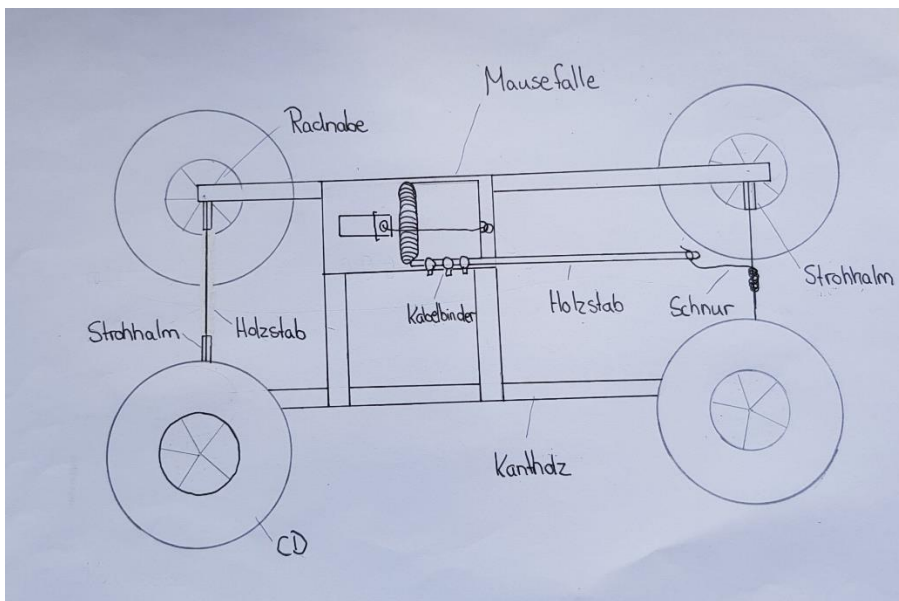 Mausefalle
Radnabe
Strohhalm
Holzstab
Kabelbinder
Holzstab
Schnur
Strohhalm
Kantholz
CD